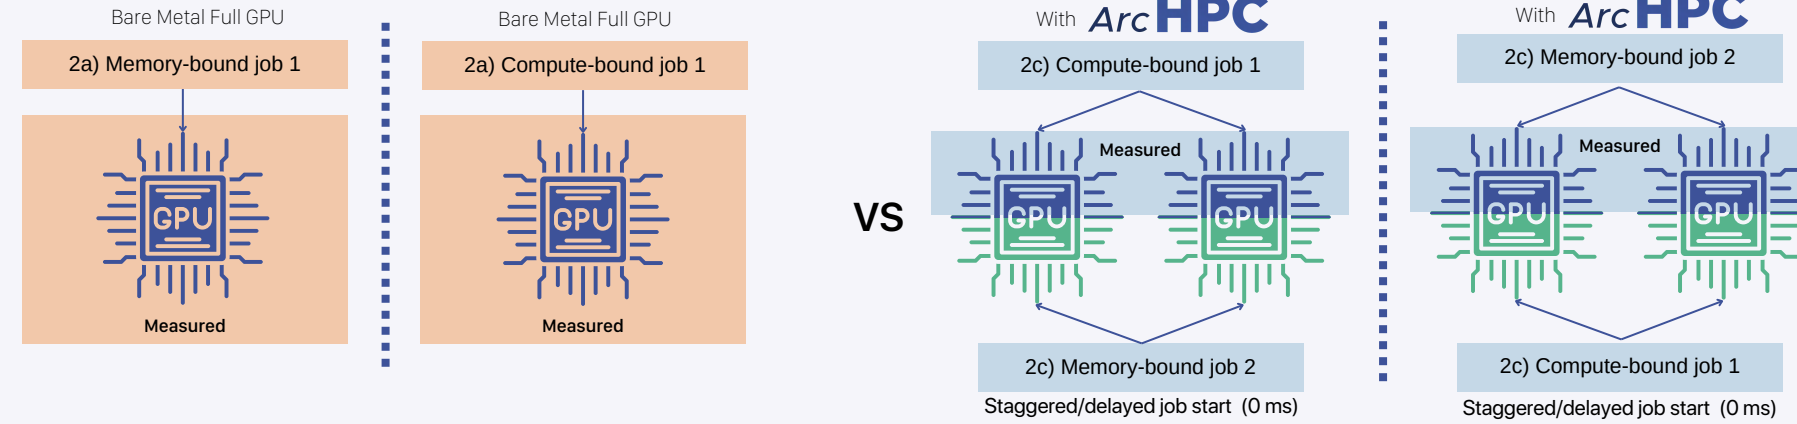 Bare Metal Full GPU
2a) Memory-bound job 1
GPU
Measured
Bare Metal Full GPU
2a) Compute-bound job 1
GPU
Measured
VS
With ArcHPC
2c) Compute-bound job 1
Measured
GPU
GPU
2c) Memory-bound job 2
Staggered/delayed job start (0 ms)
With ArcHPC
2c) Memory-bound job 2
Measured
GPU
GPU
2c) Compute-bound job 1
Staggered/delayed job start (0 ms)